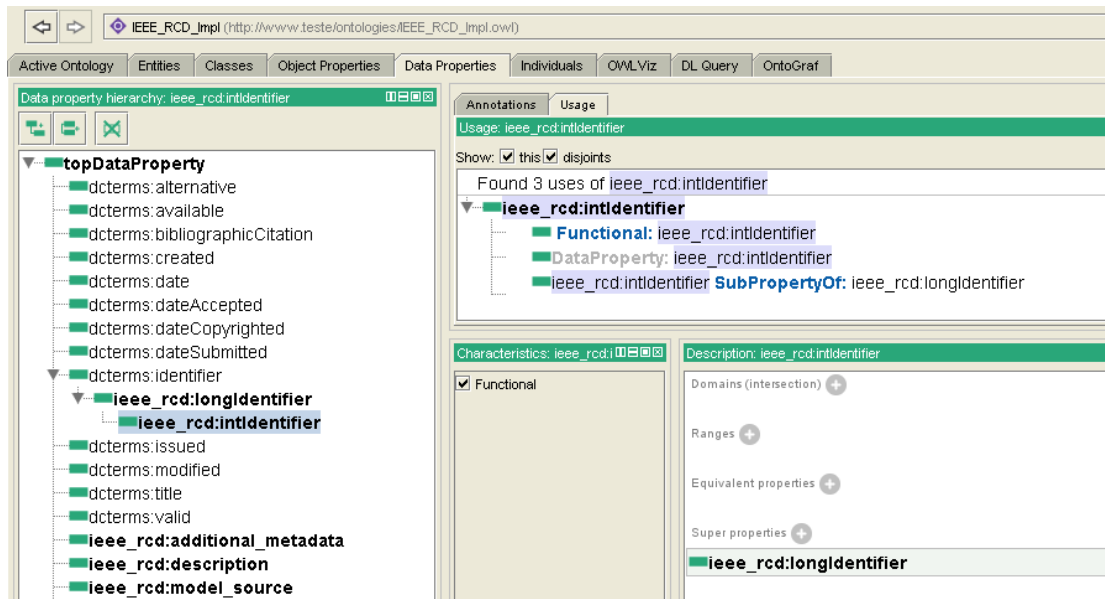 IEEE_RCD_Impl (http://www.teste/ontologies/IEEE_RCD_Impl.owl)
Active Ontology Entities Classes Object Properties Data Properties Individuals OWLViz DL Query OntoGraf
Data property hierarchy: ieee_rcd:intIdentifier
topDataProperty
dcterms:alternative
dcterms:available
dcterms:bibliographicCitation
dcterms:created
dcterms:date
dcterms:dateAccepted
dcterms:dateCopyrighted
dcterms:dateSubmitted
dcterms:identifier
ieee_rcd:longIdentifier
ieee_rcd:intIdentifier
dcterms:issued
dcterms:modified
dcterms:title
dcterms:valid
ieee_rcd:additional_metadata
ieee_rcd:description
ieee_rcd:model_source
Annotations Usage
Usage: ieee_rcd:intIdentifier
Show: this disjoints
Found 3 uses of ieee_rcd:intIdentifier
ieee_rcd:intIdentifier
Functional: ieee_rcd:intIdentifier
DataProperty: ieee_rcd:intIdentifier
ieee_rcd:intIdentifier SubPropertyOf: ieee_rcd:longIdentifier
Characteristics: ieee_rcd:i
Functional
Description: ieee_rcd:intIdentifier
Domains (intersection)
Ranges
Equivalent properties
Super properties
ieee_rcd:longIdentifier